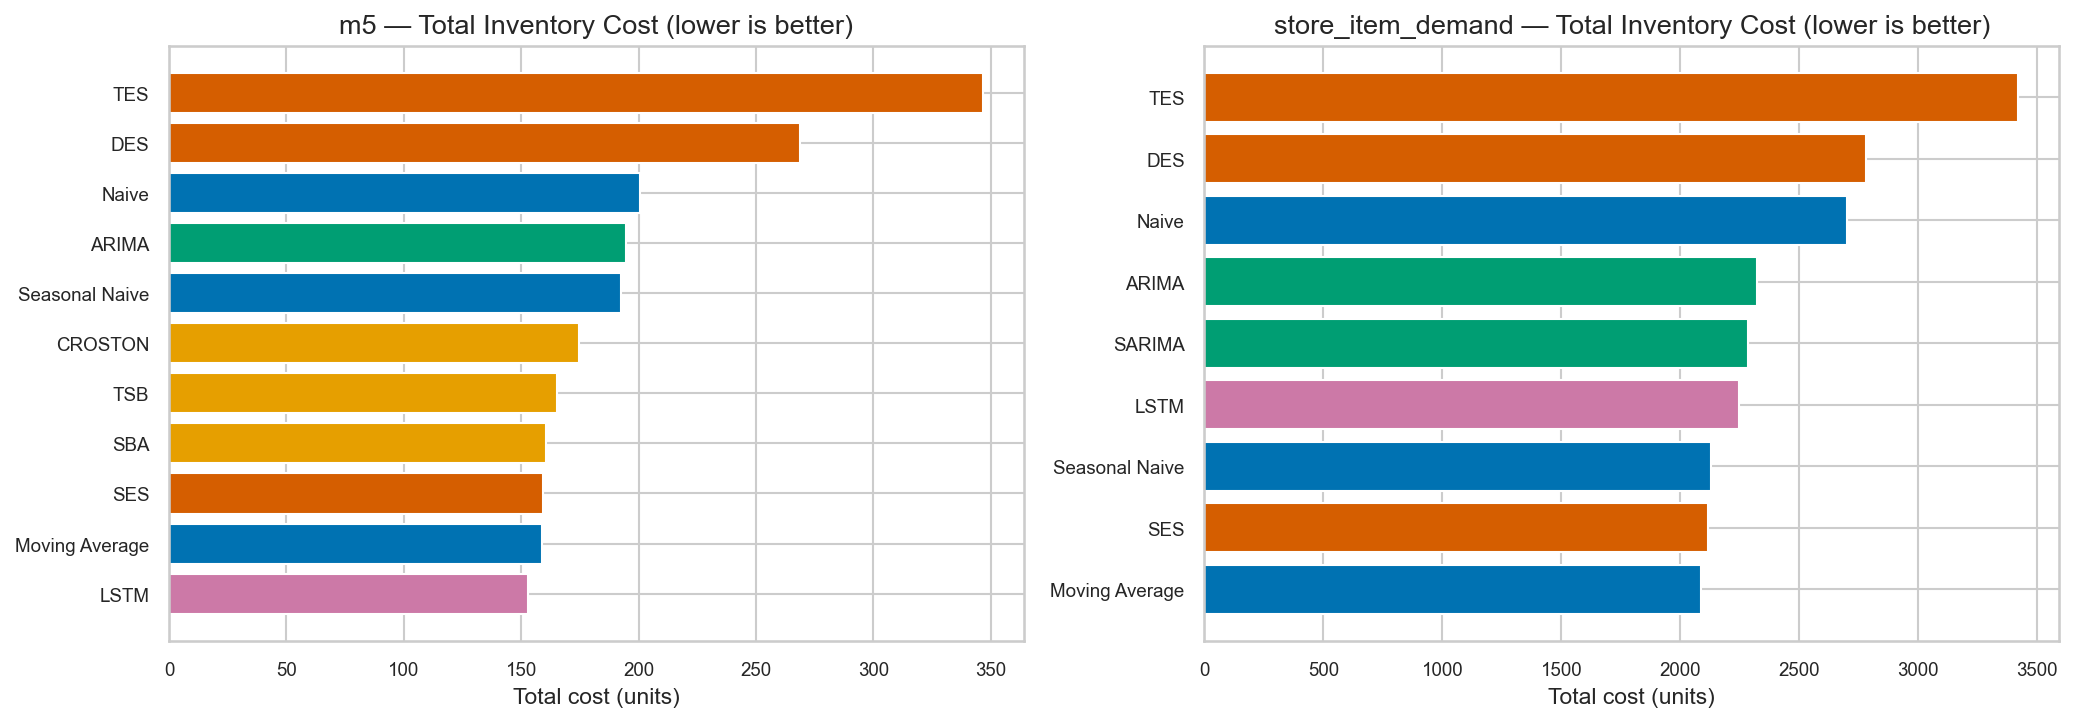 m5 — Total Inventory Cost (lower is better)
TES
DES
Naive
ARIMA
Seasonal Naive
CROSTON
TSB
SBA
SES
Moving Average
LSTM
0 50 100 150 200 250 300 350
Total cost (units)
store_item_demand — Total Inventory Cost (lower is better)
TES
DES
Naive
ARIMA
SARIMA
LSTM
Seasonal Naive
SES
Moving Average
0 500 1000 1500 2000 2500 3000 3500
Total cost (units)